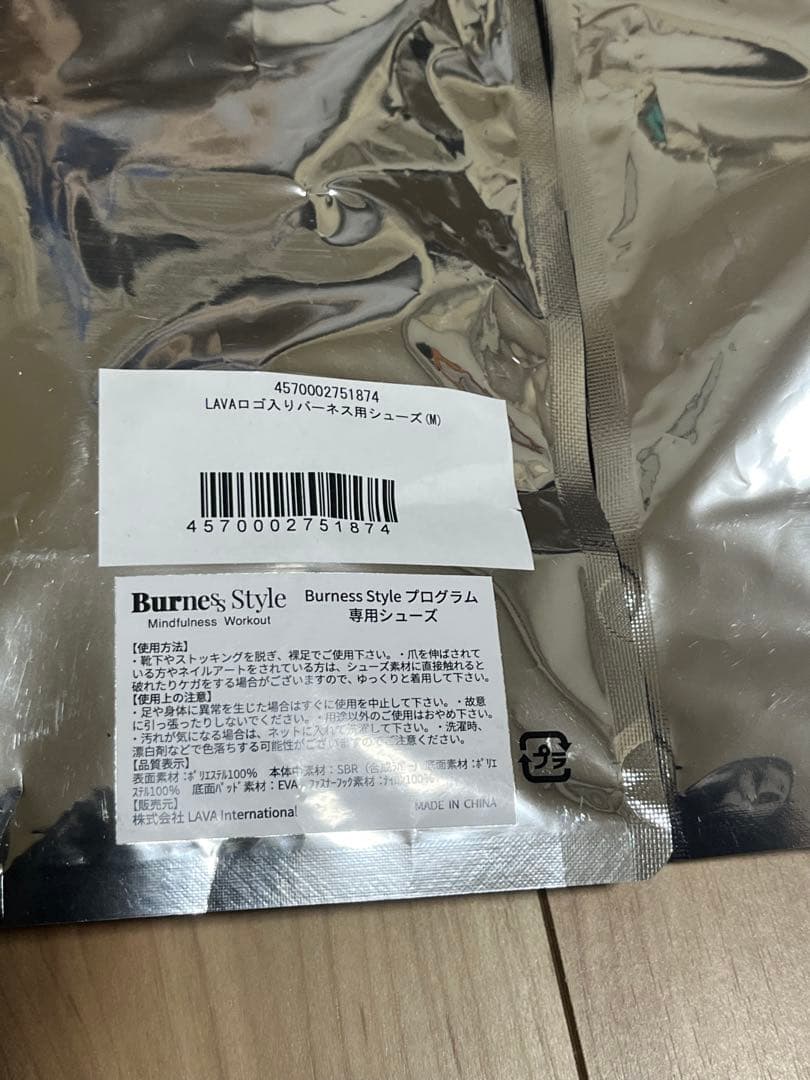 4570002751874
LAVAロゴ入りバーネス用シューズ(M)
4570002751874
Burness Style
Mindfulness Workout
Burness Style プログラム
専用シューズ
【使用方法】
・靴下やストッキングを脱ぎ、裸足でご使用下さい。・爪を伸ばされて
いる方やネイルアートをされている方は、シューズ素材に直接触れると
破れたりケガをする場合がございますので、ゆっくりと着用して下さい。
【使用上の注意】
・足や身体に異常を生じた場合はすぐに使用を中止して下さい。・故意
に引っ張ったりしないでください。・用途以外のご使用はおやめ下さい。
・汚れが気になる場合は、ネットに入れて洗濯して下さい。・洗濯時、
漂白剤などで色落ちする可能性がございますのでご注意ください。
【品質表示】
表面素材:ポリエステル100% 本体中素材:SBR(合成ゴム) 底面素材:ポリエ
ステル100% 底面パッド素材:EVA ファスナーフック素材:ナイロン100%
【販売元】
株式会社 LAVA International
MADE IN CHINA
プラ